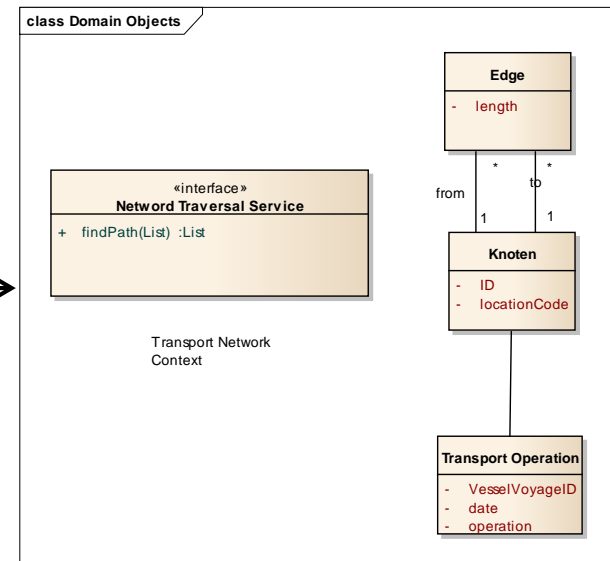 class Domain Objects
Edge
- length
* *
from to
1 1
«interface»
Netword Traversal Service
+ findPath(List) :List
Knoten
- ID
- locationCode
Transport Network
Context
Transport Operation
- VesselVoyageID
- date
- operation